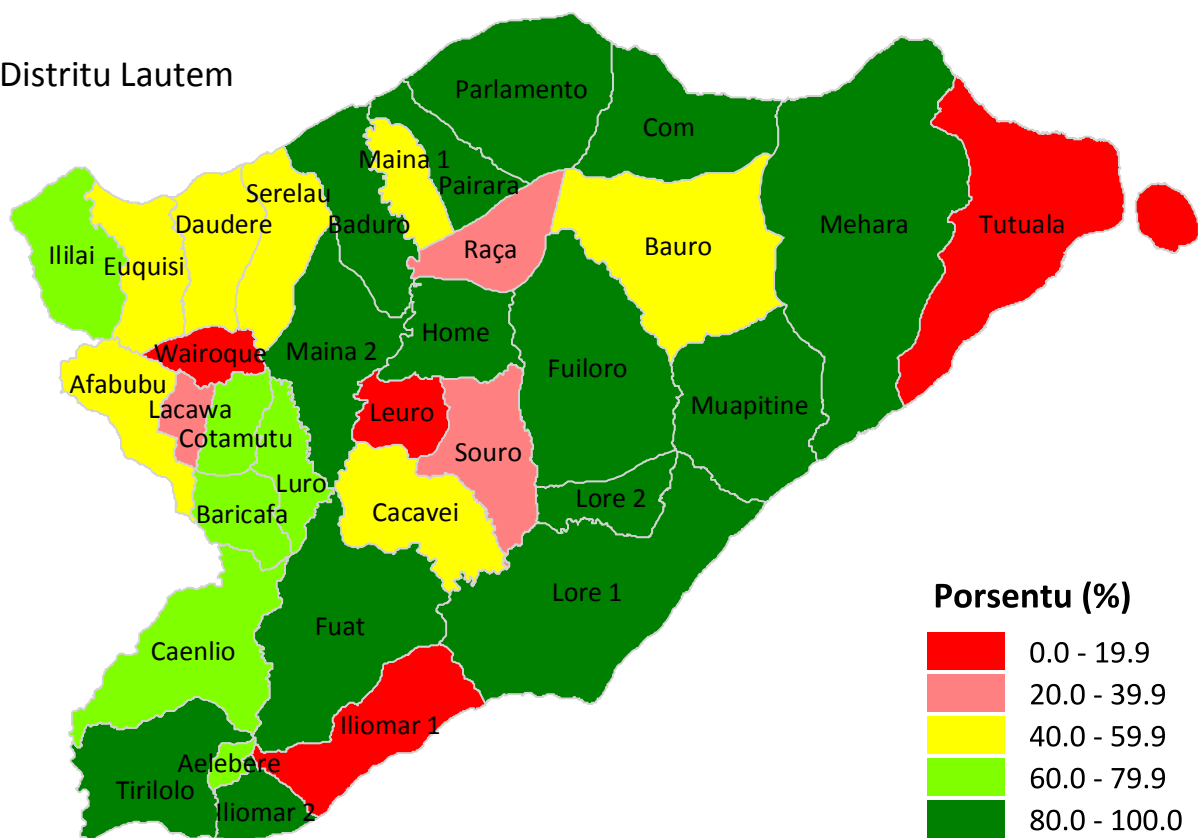 Distritu Lautem
Parlamento
Com
Maina 1
Pairara
Serelau
Daudere
Baduro
Mehara
Tutuala
Raça
Bauro
Ililai
Euquisi
Home
Wairoque
Maina 2
Fuiloro
Afabubu
Lacawa
Leuro
Muapitine
Cotamutu
Souro
Luro
Lore 2
Baricafa
Cacavei
Lore 1
Fuat
Caenlio
Iliomar 1
Aelebere
Tirilolo
Iliomar 2
Porsentu (%)
0.0 - 19.9
20.0 - 39.9
40.0 - 59.9
60.0 - 79.9
80.0 - 100.0